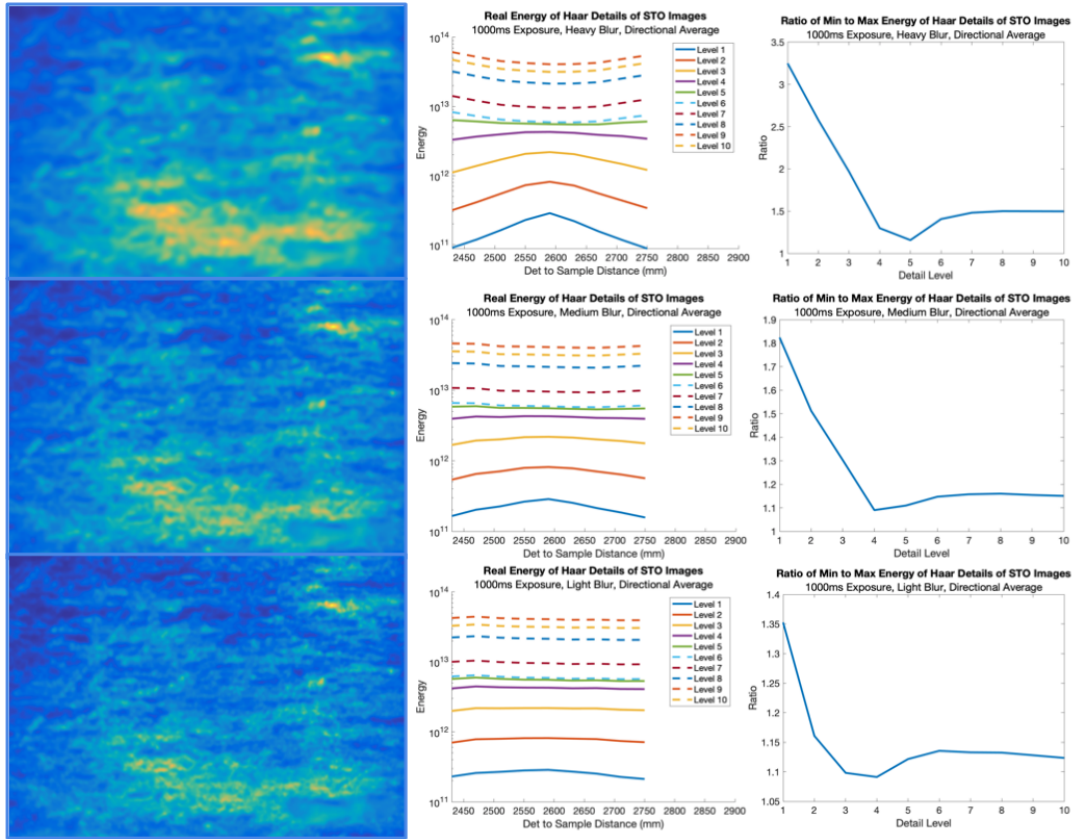 Real Energy of Haar Details of STO Images
1000ms Exposure, Heavy Blur, Directional Average
10^14
10^13
10^12
10^11
Energy
2450 2500 2550 2600 2650 2700 2750 2800 2850 2900
Det to Sample Distance (mm)
Level 1
Level 2
Level 3
Level 4
Level 5
Level 6
Level 7
Level 8
Level 9
Level 10
Ratio of Min to Max Energy of Haar Details of STO Images
1000ms Exposure, Heavy Blur, Directional Average
3.5
3
2.5
2
1.5
1
Ratio
1 2 3 4 5 6 7 8 9 10
Detail Level
Real Energy of Haar Details of STO Images
1000ms Exposure, Medium Blur, Directional Average
10^14
10^13
10^12
10^11
Energy
2450 2500 2550 2600 2650 2700 2750 2800 2850 2900
Det to Sample Distance (mm)
Level 1
Level 2
Level 3
Level 4
Level 5
Level 6
Level 7
Level 8
Level 9
Level 10
Ratio of Min to Max Energy of Haar Details of STO Images
1000ms Exposure, Medium Blur, Directional Average
1.9
1.8
1.7
1.6
1.5
1.4
1.3
1.2
1.1
1
Ratio
1 2 3 4 5 6 7 8 9 10
Detail Level
Real Energy of Haar Details of STO Images
1000ms Exposure, Light Blur, Directional Average
10^14
10^13
10^12
10^11
Energy
2450 2500 2550 2600 2650 2700 2750 2800 2850 2900
Det to Sample Distance (mm)
Level 1
Level 2
Level 3
Level 4
Level 5
Level 6
Level 7
Level 8
Level 9
Level 10
Ratio of Min to Max Energy of Haar Details of STO Images
1000ms Exposure, Light Blur, Directional Average
1.4
1.35
1.3
1.25
1.2
1.15
1.1
1.05
Ratio
1 2 3 4 5 6 7 8 9 10
Detail Level